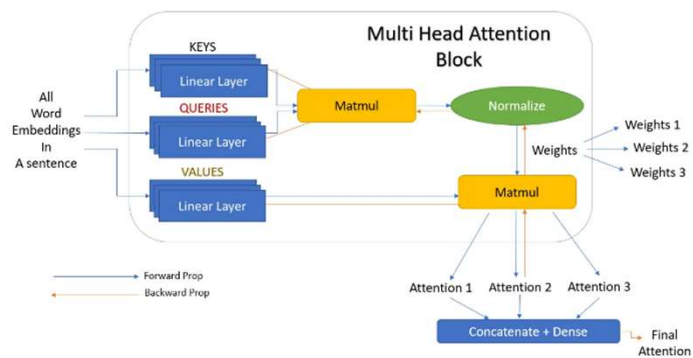 Multi Head Attention
Block
KEYS
Linear Layer
QUERIES
Linear Layer
VALUES
Linear Layer
All
Word
Embeddings
In
A sentence
Matmul
Normalize
Weights
Weights 1
Weights 2
Weights 3
Matmul
Forward Prop
Backward Prop
Attention 1
Attention 2
Attention 3
Concatenate + Dense
Final
Attention